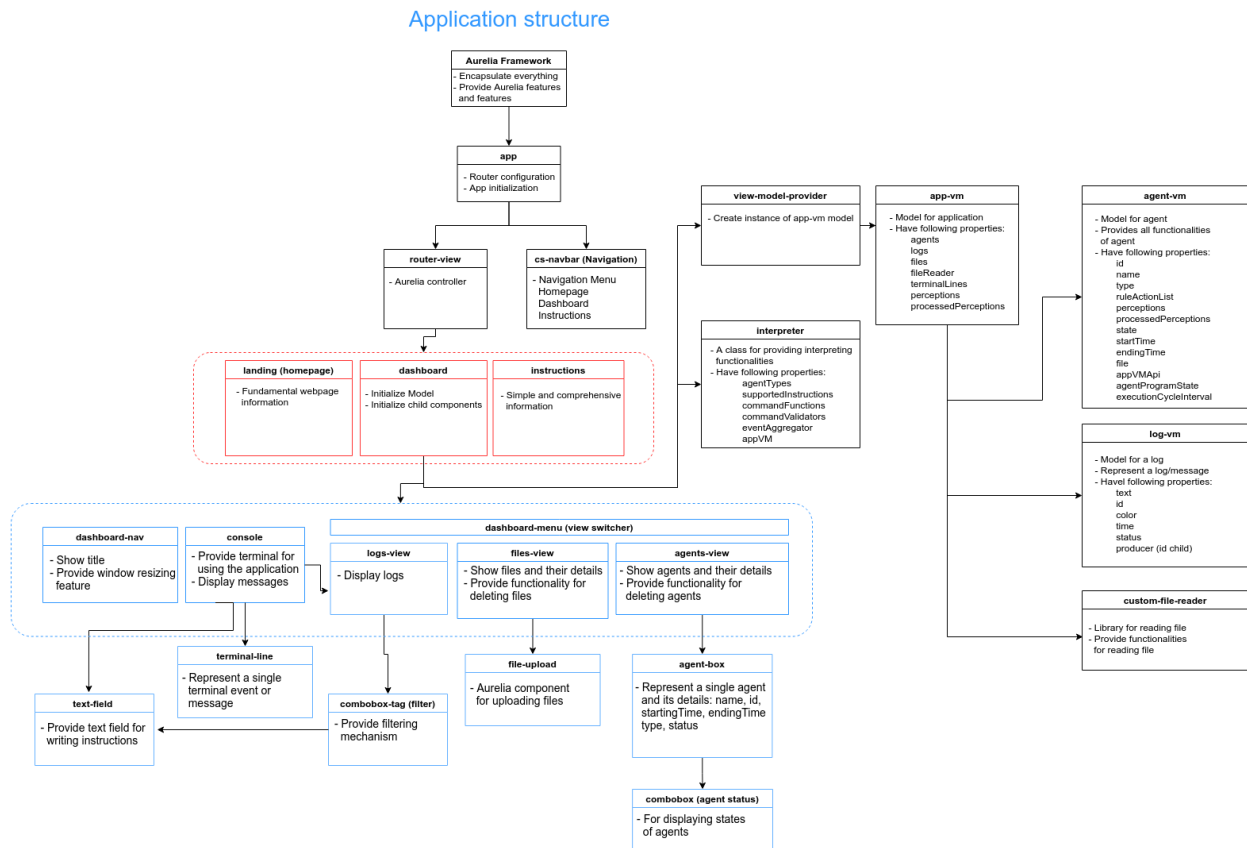 Application structure
Aurelia Framework
- Encapsulate everything
- Provide Aurelia features
and features
app
- Router configuration
- App initialization
router-view
- Aurelia controller
cs-navbar (Navigation)
- Navigation Menu
Homepage
Dashboard
Instructions
view-model-provider
- Create instance of app-vm model
app-vm
- Model for application
- Have following properties:
agents
logs
files
fileReader
terminalLines
perceptions
processedPerceptions
agent-vm
- Model for agent
- Provides all functionalities
of agent
- Have following properties:
id
name
type
ruleActionList
perceptions
processedPerceptions
state
startTime
endingTime
file
appVMApi
agentProgramState
executionCycleInterval
interpreter
- A class for providing interpreting
functionalities
- Have following properties:
agentTypes
supportedInstructions
commandFunctions
commandValidators
eventAggregator
appVM
landing (homepage)
- Fundamental webpage
information
dashboard
- Initialize Model
- Initialize child components
instructions
- Simple and comprehensive
information
log-vm
- Model for a log
- Represent a log/message
- Havel following properties:
text
id
color
time
status
producer (id child)
custom-file-reader
- Library for reading file
- Provide functionalities
for reading file
dashboard-nav
- Show title
- Provide window resizing
feature
console
- Provide terminal for
using the application
- Display messages
dashboard-menu (view switcher)
logs-view
- Display logs
files-view
- Show files and their details
- Provide functionality for
deleting files
agents-view
- Show agents and their details
- Provide functionality for
deleting agents
terminal-line
- Represent a single
terminal event or
message
text-field
- Provide text field for
writing instructions
combobox-tag (filter)
- Provide filtering
mechanism
file-upload
- Aurelia component
for uploading files
agent-box
- Represent a single agent
and its details: name, id,
startingTime, endingTime
type, status
combobox (agent status)
- For displaying states
of agents